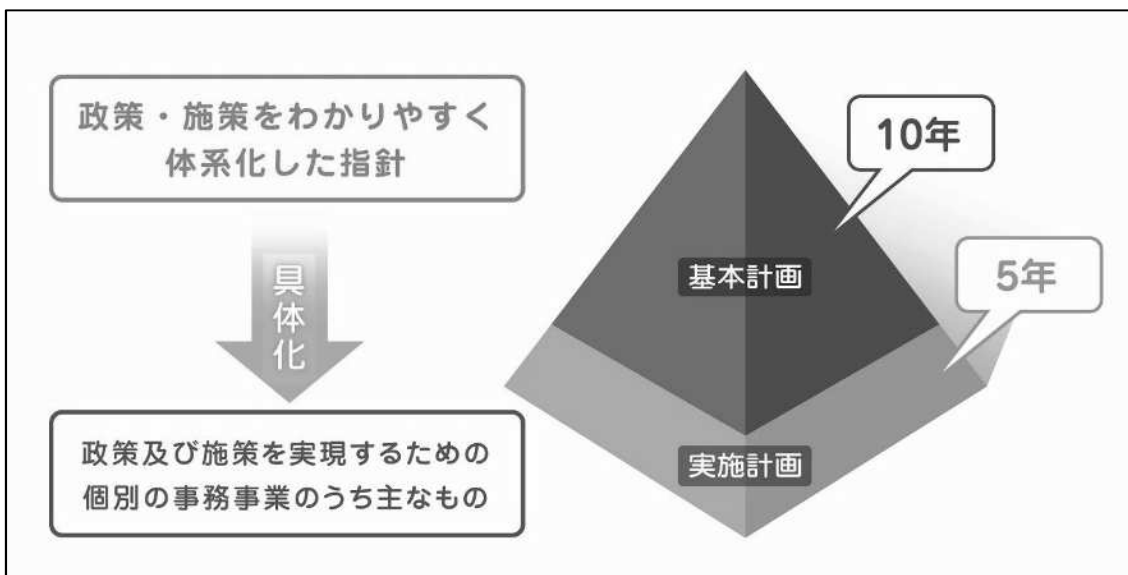 政策・施策をわかりやすく
体系化した指針
具体化
政策及び施策を実現するための
個別の事務事業のうち主なもの
10年
5年
基本計画
実施計画